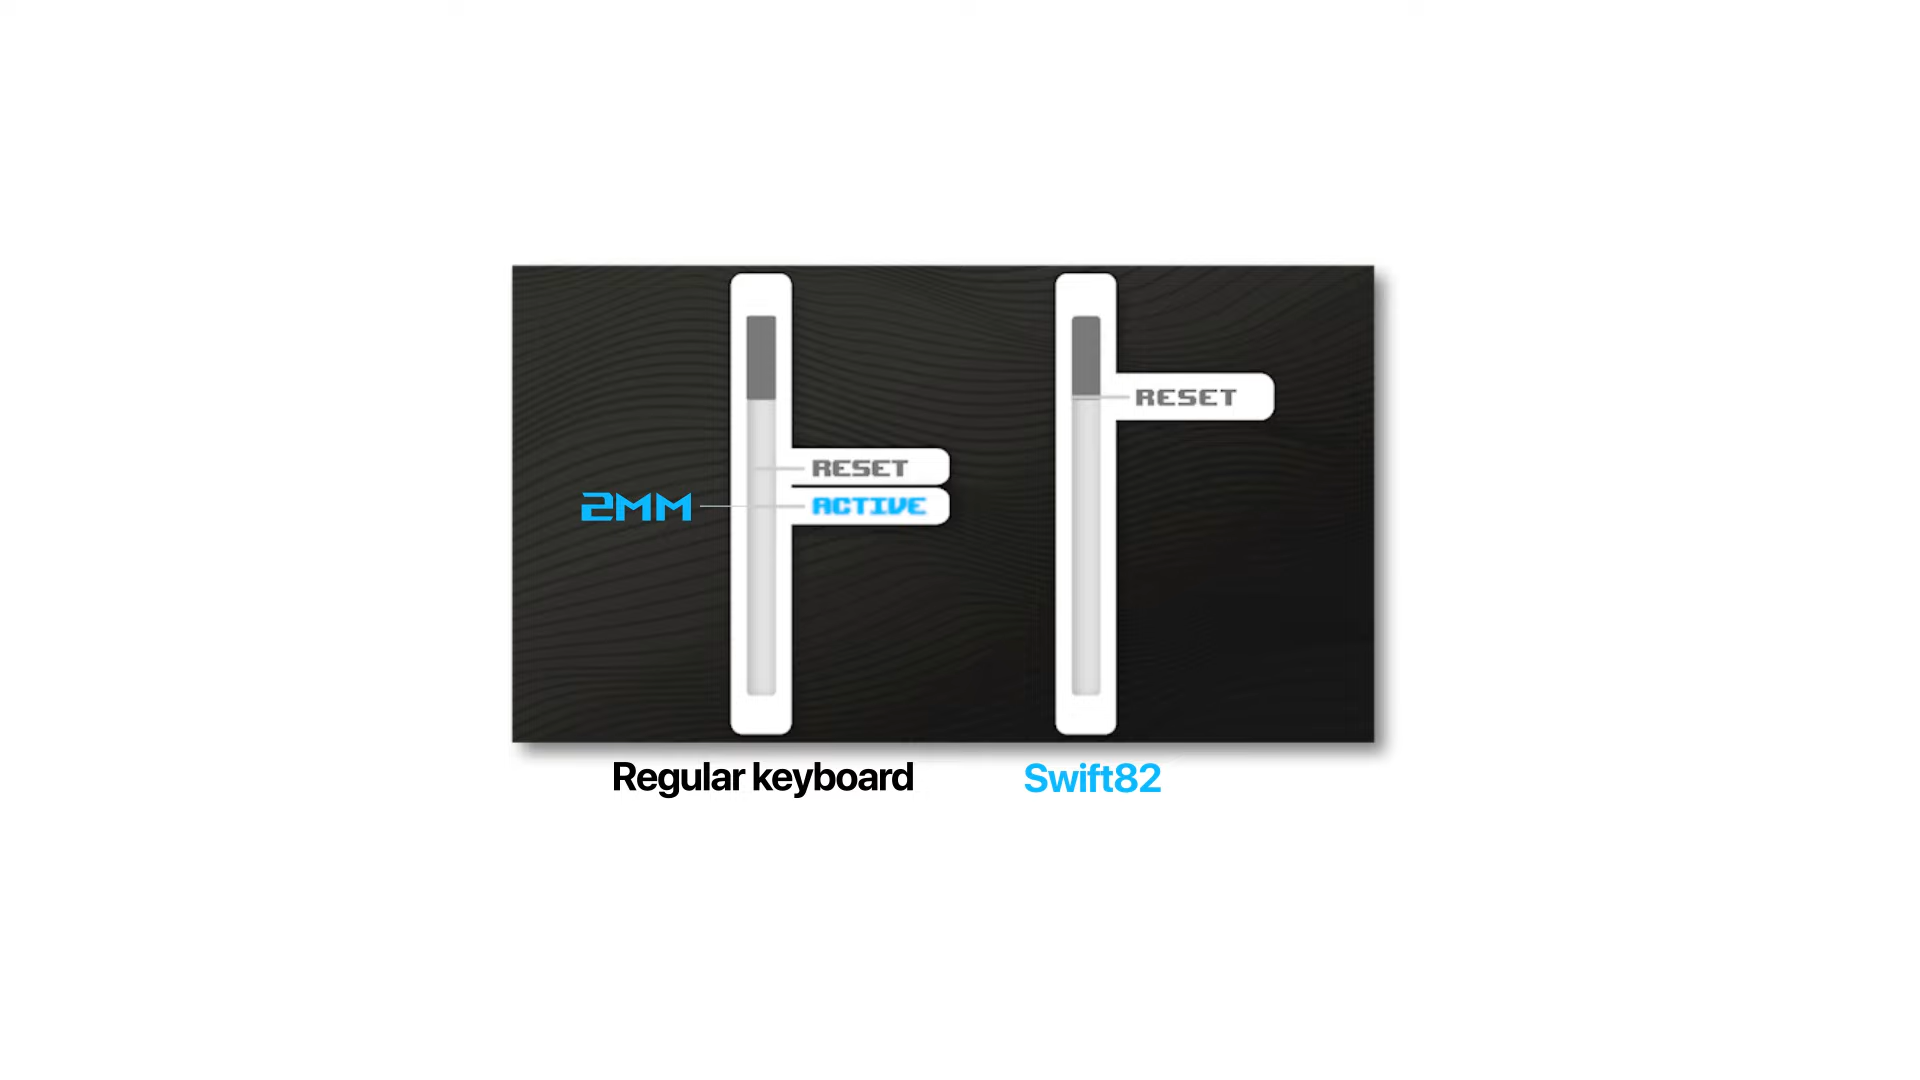 RESET
RESET
2MM
ACTIVE
Regular keyboard
Swift82